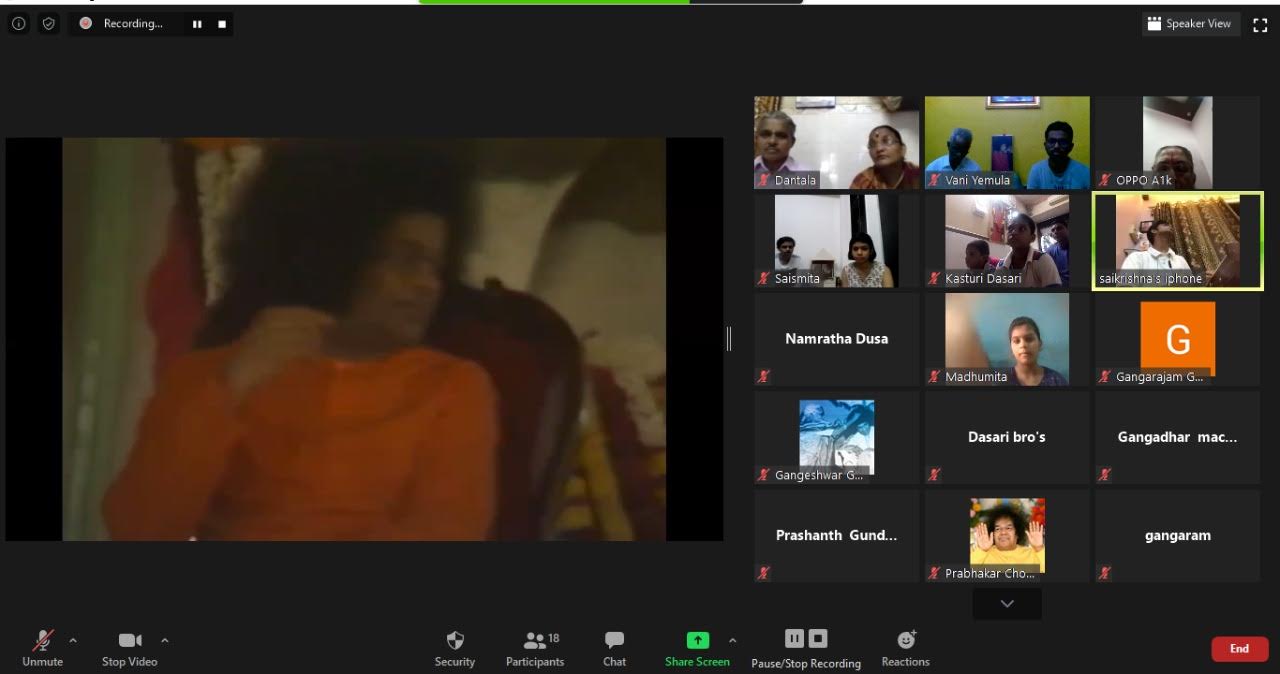 Recording...
Speaker View
Dantala
Vani Yemula
OPPO A1k
Saismita
Kasturi Dasari
saikrishna's iphone
Namratha Dusa
Madhumita
G
Gangarajam G...
Gangeshwar G...
Dasari bro's
Gangadhar mac...
Prashanth Gund...
Prabhakar Cho...
gangaram
Unmute
Stop Video
Security
18
Participants
Chat
Share Screen
Pause/Stop Recording
Reactions
End